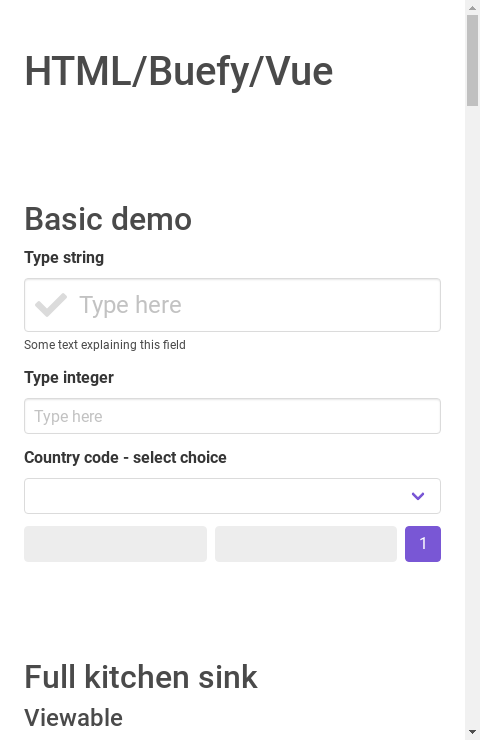 HTML/Buefy/Vue
Basic demo
Type string
Type here
Some text explaining this field
Type integer
Type here
Country code - select choice
1
Full kitchen sink
Viewable